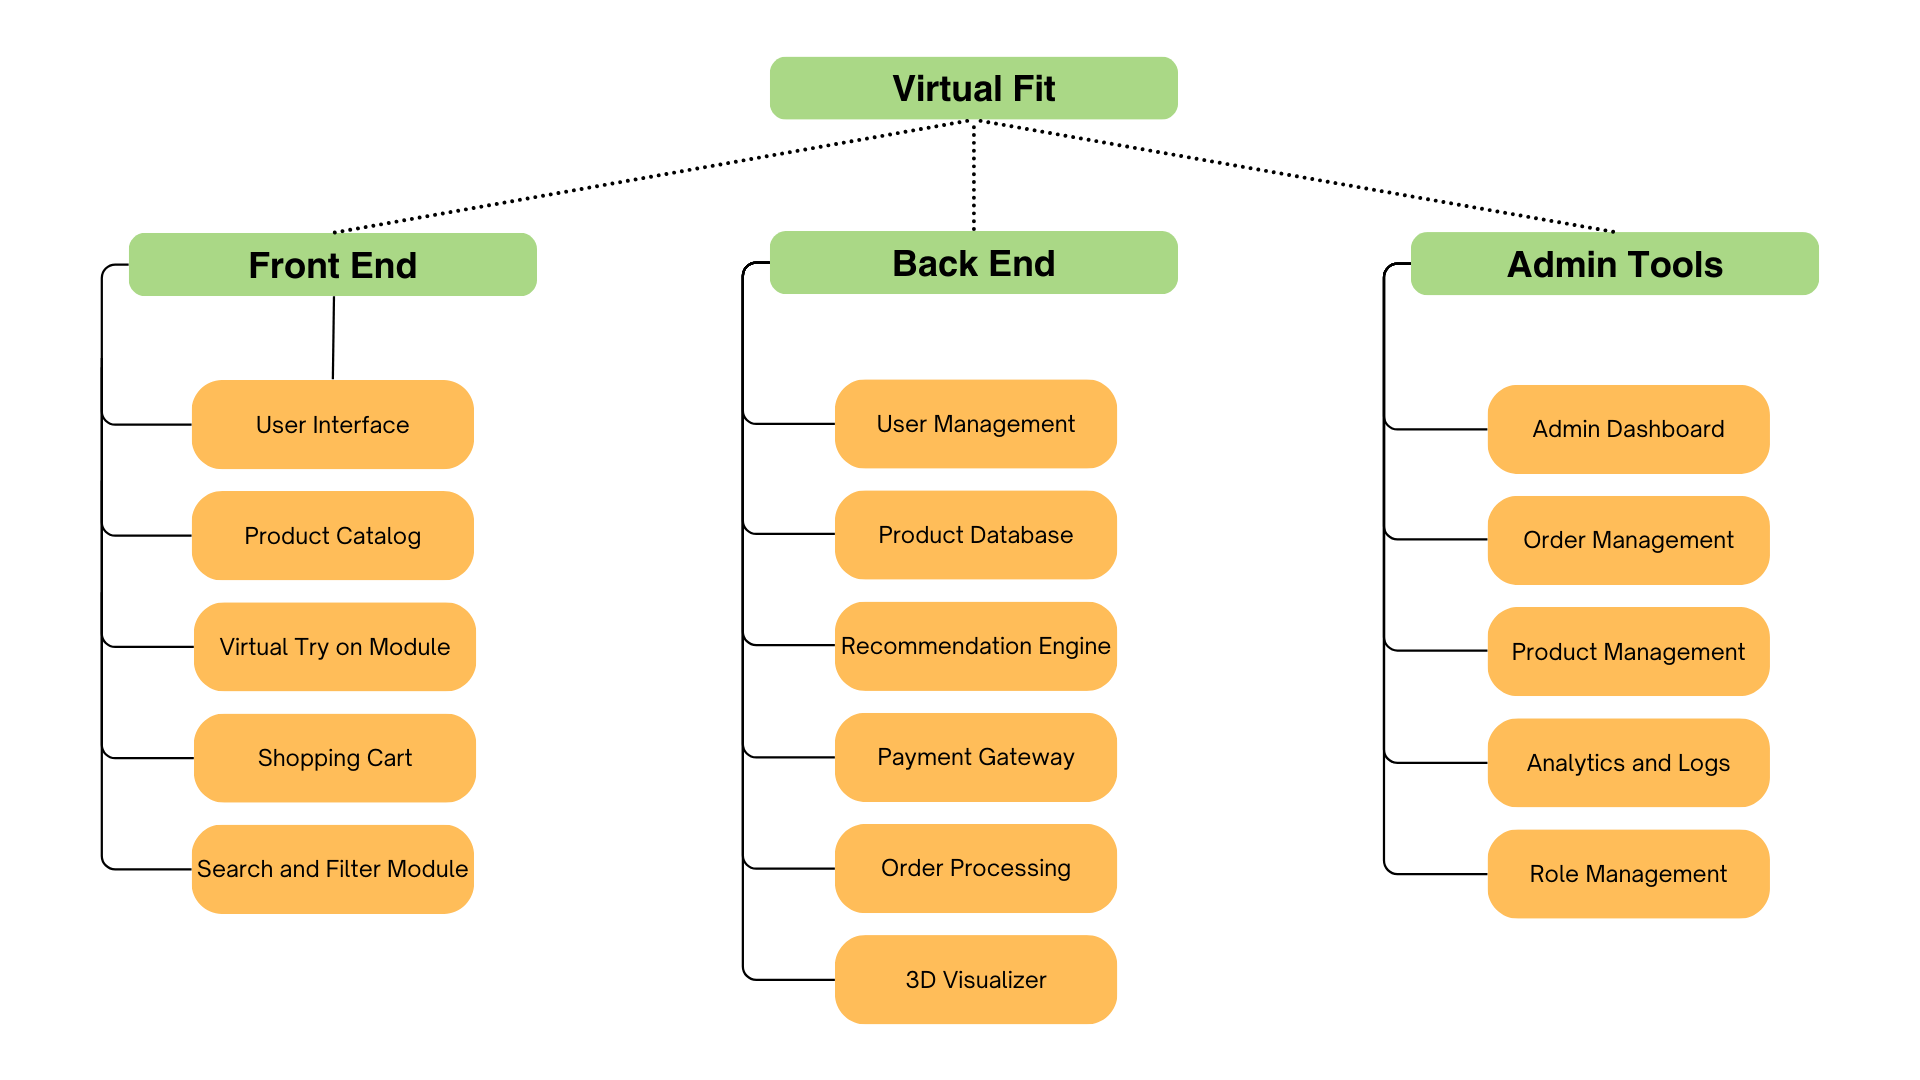 Virtual Fit
Front End
Back End
Admin Tools
User Interface
Product Catalog
Virtual Try on Module
Shopping Cart
Search and Filter Module
User Management
Product Database
Recommendation Engine
Payment Gateway
Order Processing
3D Visualizer
Admin Dashboard
Order Management
Product Management
Analytics and Logs
Role Management